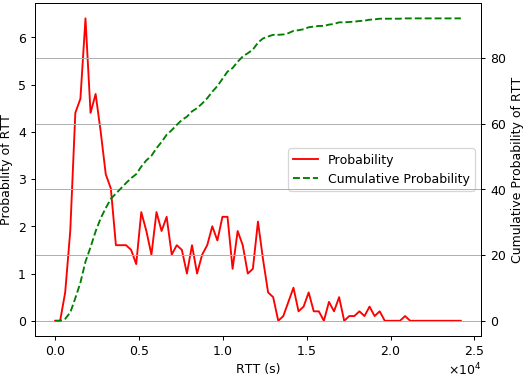 6
5
4
3
2
1
0
Probability of RTT
80
60
40
20
0
Cumulative Probability of RTT
Probability
Cumulative Probability
0.0 0.5 1.0 1.5 2.0 2.5
RTT (s)
×10⁴